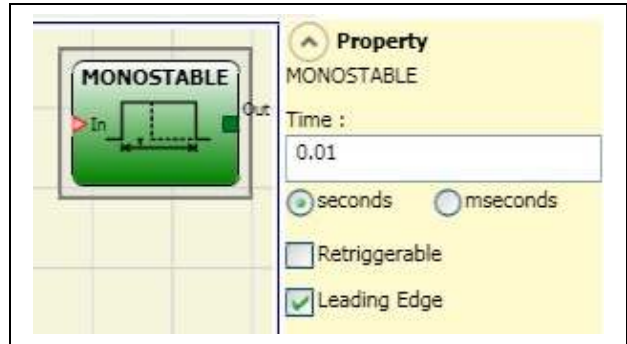 MONOSTABLE
In
Out
Property
MONOSTABLE
Time :
0.01
seconds mseconds
Retriggerable
Leading Edge